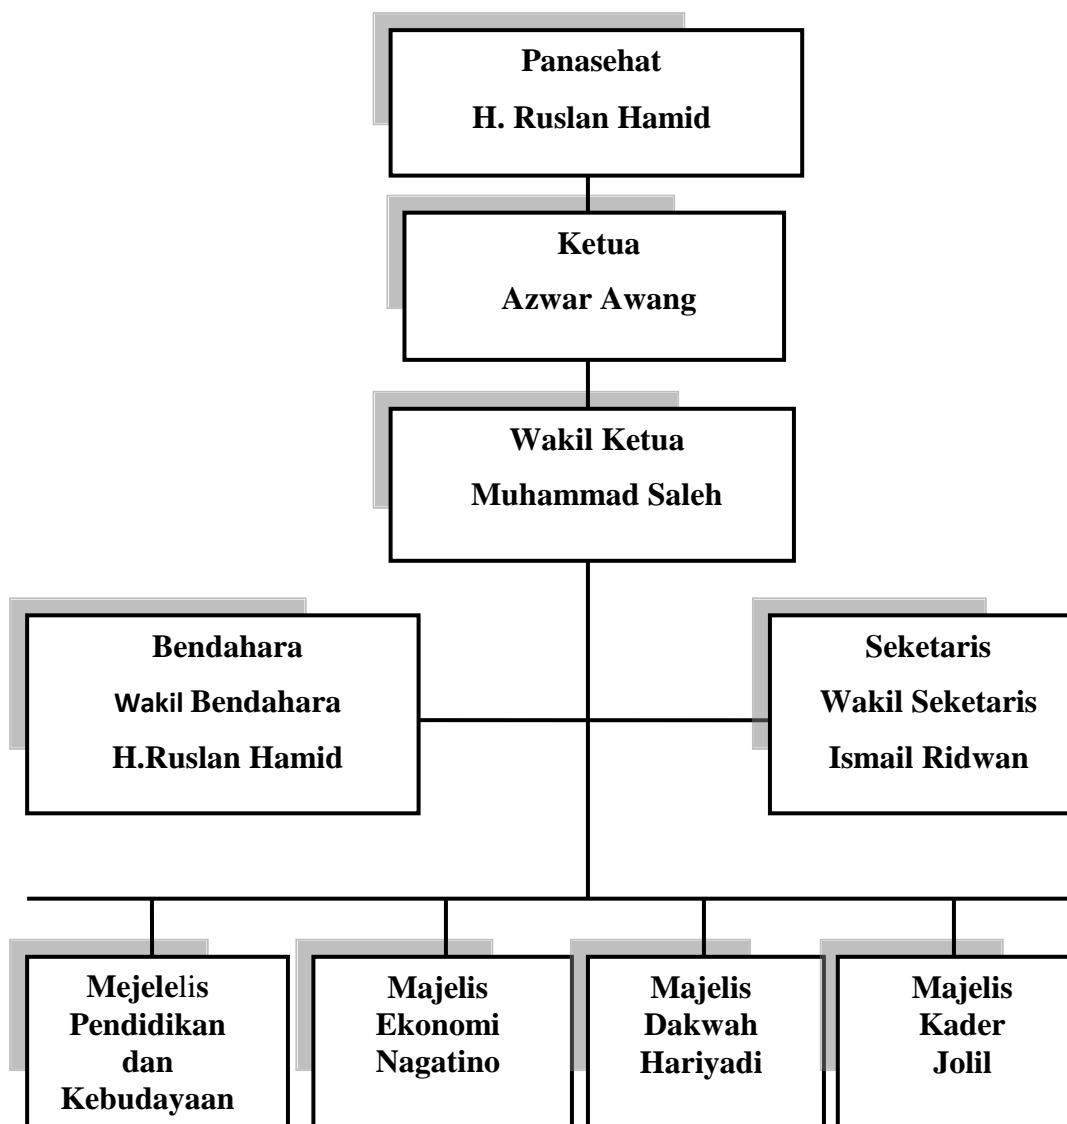 Panasehat
H. Ruslan Hamid
Ketua
Azwar Awang
Wakil Ketua
Muhammad Saleh
Bendahara
Wakil Bendahara
H.Ruslan Hamid
Seketaris
Wakil Seketaris
Ismail Ridwan
Mejelelis
Pendidikan
dan
Kebudayaan
Majelis
Ekonomi
Nagatino
Majelis
Dakwah
Hariyadi
Majelis
Kader
Jolil